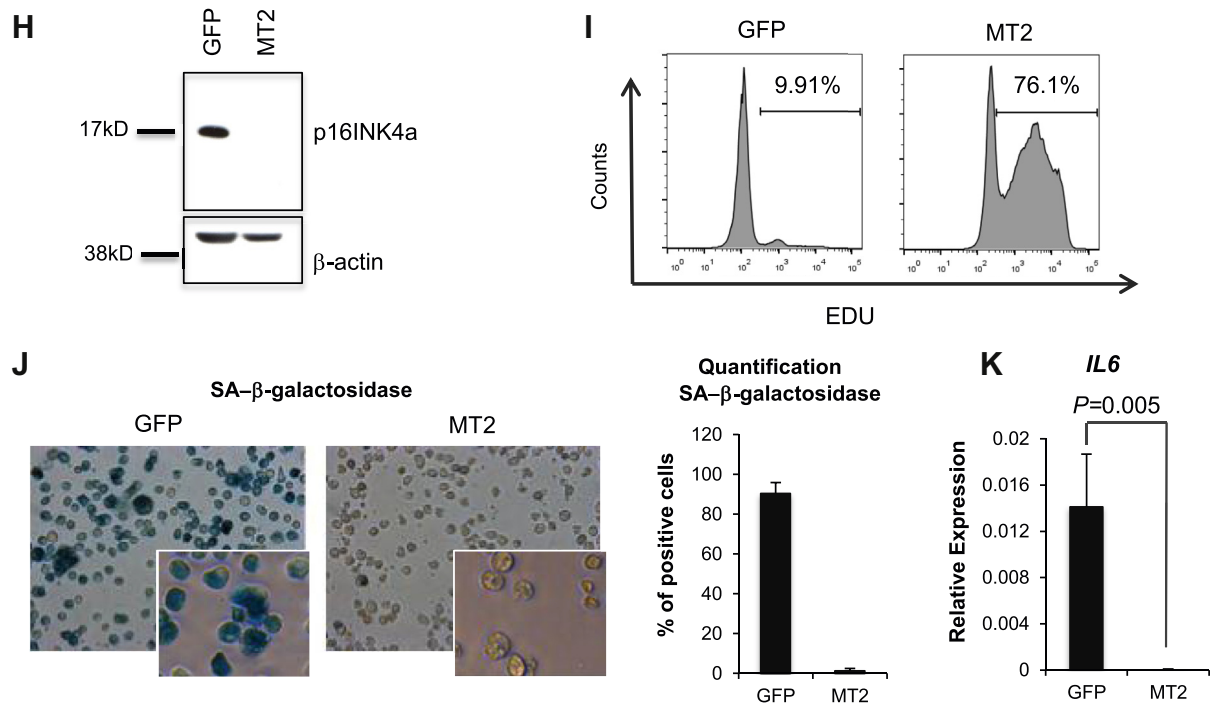 H
GFP
MT2
17kD
p16INK4a
38kD
β-actin
I
GFP
MT2
9.91%
76.1%
Counts
10⁰ 10¹ 10² 10³ 10⁴ 10⁵
10⁰ 10¹ 10² 10³ 10⁴ 10⁵
EDU
J
SA–β-galactosidase
GFP
MT2
Quantification
SA–β-galactosidase
% of positive cells
120
100
80
60
40
20
0
GFP
MT2
K
IL6
P=0.005
Relative Expression
0.02
0.016
0.012
0.008
0.004
0
GFP
MT2